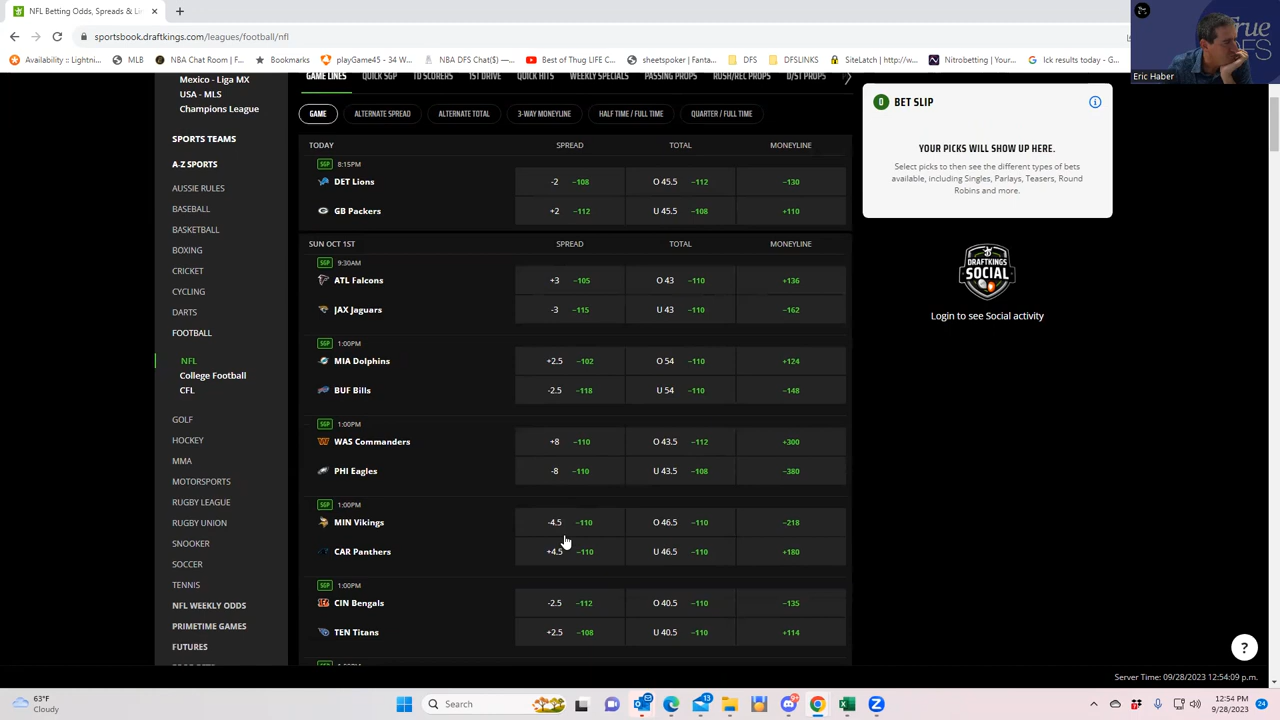 NFL Betting Odds, Spreads & Li
sportsbook.draftkings.com/leagues/football/nfl
Availability :: Lightni...
MLB
NBA Chat Room | F...
Bookmarks
playGame45 - 34 W...
NBA DFS Chat($) -...
Best of Thug LIFE C...
DFS
DFSLINKS
sheetspot | Fanta...
SiteLatch | http://w...
Nitrobetting | Your...
Ick results today - G...
True
FS
Eric Haber
Mexico - Liga MX
USA - MLS
Champions League
SPORTS TEAMS
A-Z SPORTS
AUSSIE RULES
BASEBALL
BASKETBALL
BOXING
CRICKET
CYCLING
DARTS
FOOTBALL
NFL
College Football
CFL
GOLF
HOCKEY
MMA
MOTORSPORTS
RUGBY LEAGUE
RUGBY UNION
SNOOKER
SOCCER
TENNIS
NFL WEEKLY ODDS
PRIMETIME GAMES
FUTURES
GAME LINES QUICK SGP TD SCORERS 1ST DRIVE QUICK HITS WEEKLY SPECIALS PASSING PROPS RUSH/REC PROPS D/ST PROPS
GAME ALTERNATE SPREAD ALTERNATE TOTAL 3-WAY MONEYLINE HALF TIME / FULL TIME QUARTER / FULL TIME
TODAY SPREAD TOTAL MONEYLINE
SGP 8:15PM
DET Lions -2 −108 O 45.5 −112 −130
GB Packers +2 −112 U 45.5 −108 +110
SUN OCT 1ST SPREAD TOTAL MONEYLINE
SGP 9:30AM
ATL Falcons +3 −105 O 43 −110 +136
JAX Jaguars -3 −115 U 43 −110 −162
SGP 1:00PM
MIA Dolphins +2.5 −102 O 54 −110 +124
BUF Bills -2.5 −118 U 54 −110 −148
SGP 1:00PM
WAS Commanders +8 −110 O 43.5 −112 +300
PHI Eagles -8 −110 U 43.5 −108 −380
SGP 1:00PM
MIN Vikings -4.5 −110 O 46.5 −110 −218
CAR Panthers +4.5 −110 U 46.5 −110 +180
SGP 1:00PM
CIN Bengals -2.5 −112 O 40.5 −110 −135
TEN Titans +2.5 −108 U 40.5 −110 +114
0 BET SLIP
YOUR PICKS WILL SHOW UP HERE.
Select picks to then see the different types of bets
available, including Singles, Parlays, Teasers, Round
Robins and more.
DRAFTKINGS
SOCIAL
Login to see Social activity
?
Server Time: 09/28/2023 12:54:09 p.m.
63°F
Cloudy
Search
13
9+
12:54 PM
9/28/2023
24